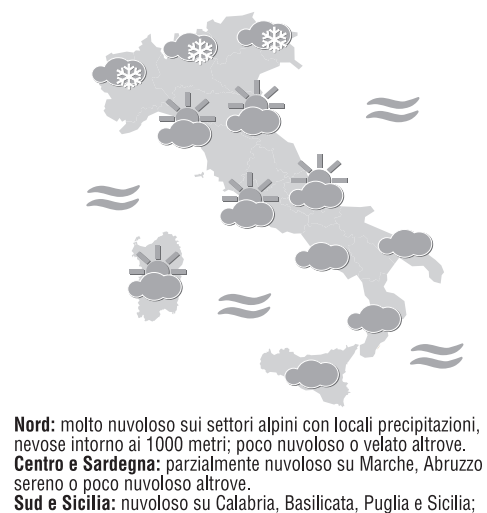 Nord: molto nuvoloso sui settori alpini con locali precipitazioni,
nevose intorno ai 1000 metri; poco nuvoloso o velato altrove.
Centro e Sardegna: parzialmente nuvoloso su Marche, Abruzzo
sereno o poco nuvoloso altrove.
Sud e Sicilia: nuvoloso su Calabria, Basilicata, Puglia e Sicilia;